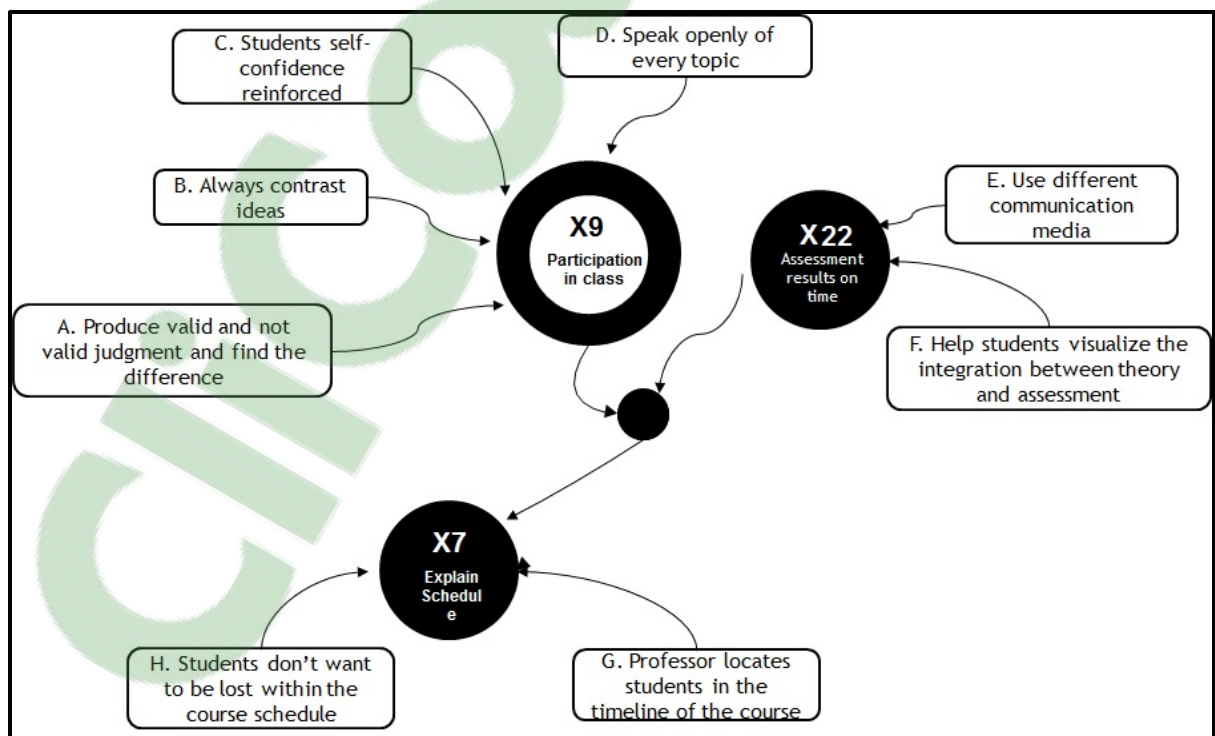 C. Students self-
confidence
reinforced
D. Speak openly of
every topic
B. Always contrast
ideas
X9
Participation
in class
X22
Assessment
results on
time
E. Use different
communication
media
A. Produce valid and not
valid judgment and find the
difference
F. Help students visualize the
integration between theory
and assessment
X7
Explain
Schedul
e
H. Students don't want
to be lost within the
course schedule
G. Professor locates
students in the
timeline of the course